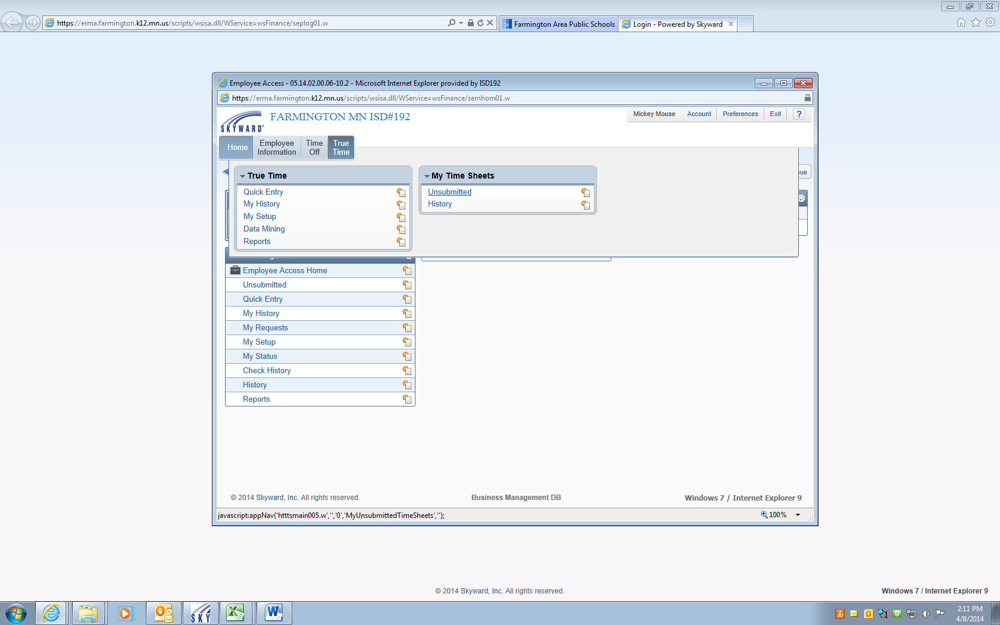 https://erma.farmington.k12.mn.us/scripts/wsisa.dll/WService=wsFinance/seplog01.w
Farmington Area Public Schools
Login - Powered by Skyward
Employee Access - 05.14.02.00.06-10.2 - Microsoft Internet Explorer provided by ISD192
https://erma.farmington.k12.mn.us/scripts/wsisa.dll/WService=wsFinance/semhom01.w
SKYWARD
FARMINGTON MN ISD#192
Mickey Mouse Account Preferences Exit ?
Home
Employee Information
Time Off
True Time
True Time
Quick Entry
My History
My Setup
Data Mining
Reports
My Time Sheets
Unsubmitted
History
ue
Employee Access Home
Unsubmitted
Quick Entry
My History
My Requests
My Setup
My Status
Check History
History
Reports
© 2014 Skyward, Inc. All rights reserved.
Business Management DB
Windows 7 / Internet Explorer 9
javascript:appNav('htttsmain005.w','','0','MyUnsubmittedTimeSheets','');
100%
© 2014 Skyward, Inc. All rights reserved.
Windows 7 / Internet Explorer 9
SKY
2:11 PM
4/8/2014